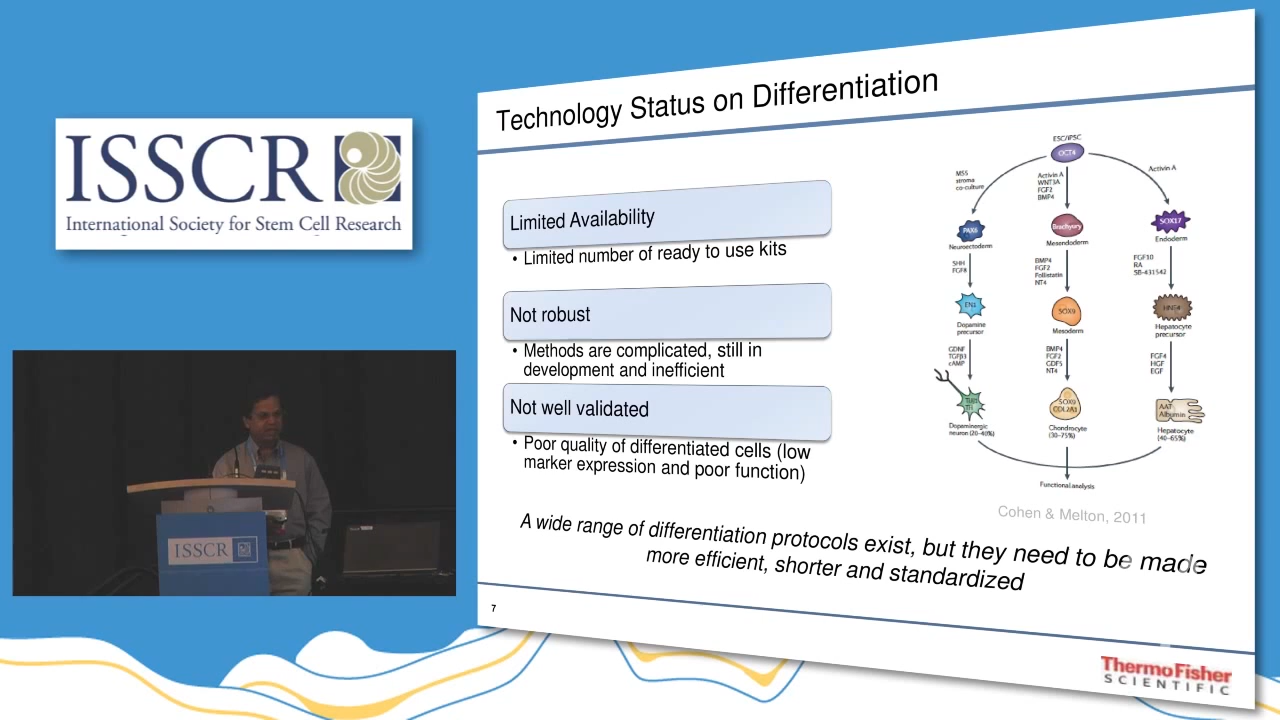 ISSCR
International Society for Stem Cell Research
ISSCR
Technology Status on Differentiation
Limited Availability
• Limited number of ready to use kits
Not robust
• Methods are complicated, still in
development and inefficient
Not well validated
• Poor quality of differentiated cells (low
marker expression and poor function)
ESC/iPSC
OCT4
MS5
stroma
co-culture
Activin A
WNT3A
FGF2
BMP4
Activin A
PAX6
Neuroectoderm
Brachyury
Mesendoderm
SOX17
Endoderm
SHH
FGF8
BMP4
FGF2
Follistatin
NT4
FGF10
RA
SB-431542
EN1
Dopamine
precursor
SOX9
Mesoderm
HNF4
Hepatocyte
precursor
GDNF
TGFβ3
cAMP
BMP4
FGF2
GDF5
NT4
FGF4
HGF
EGF
TH
Dopaminergic
neuron (20–40%)
SOX9
COL2A1
Chondrocyte
(30–75%)
AAT
Albumin
Hepatocyte
(40–65%)
Functional analysis
Cohen & Melton, 2011
A wide range of differentiation protocols exist, but they need to be made
more efficient, shorter and standardized
7
ThermoFisher
SCIENTIFIC